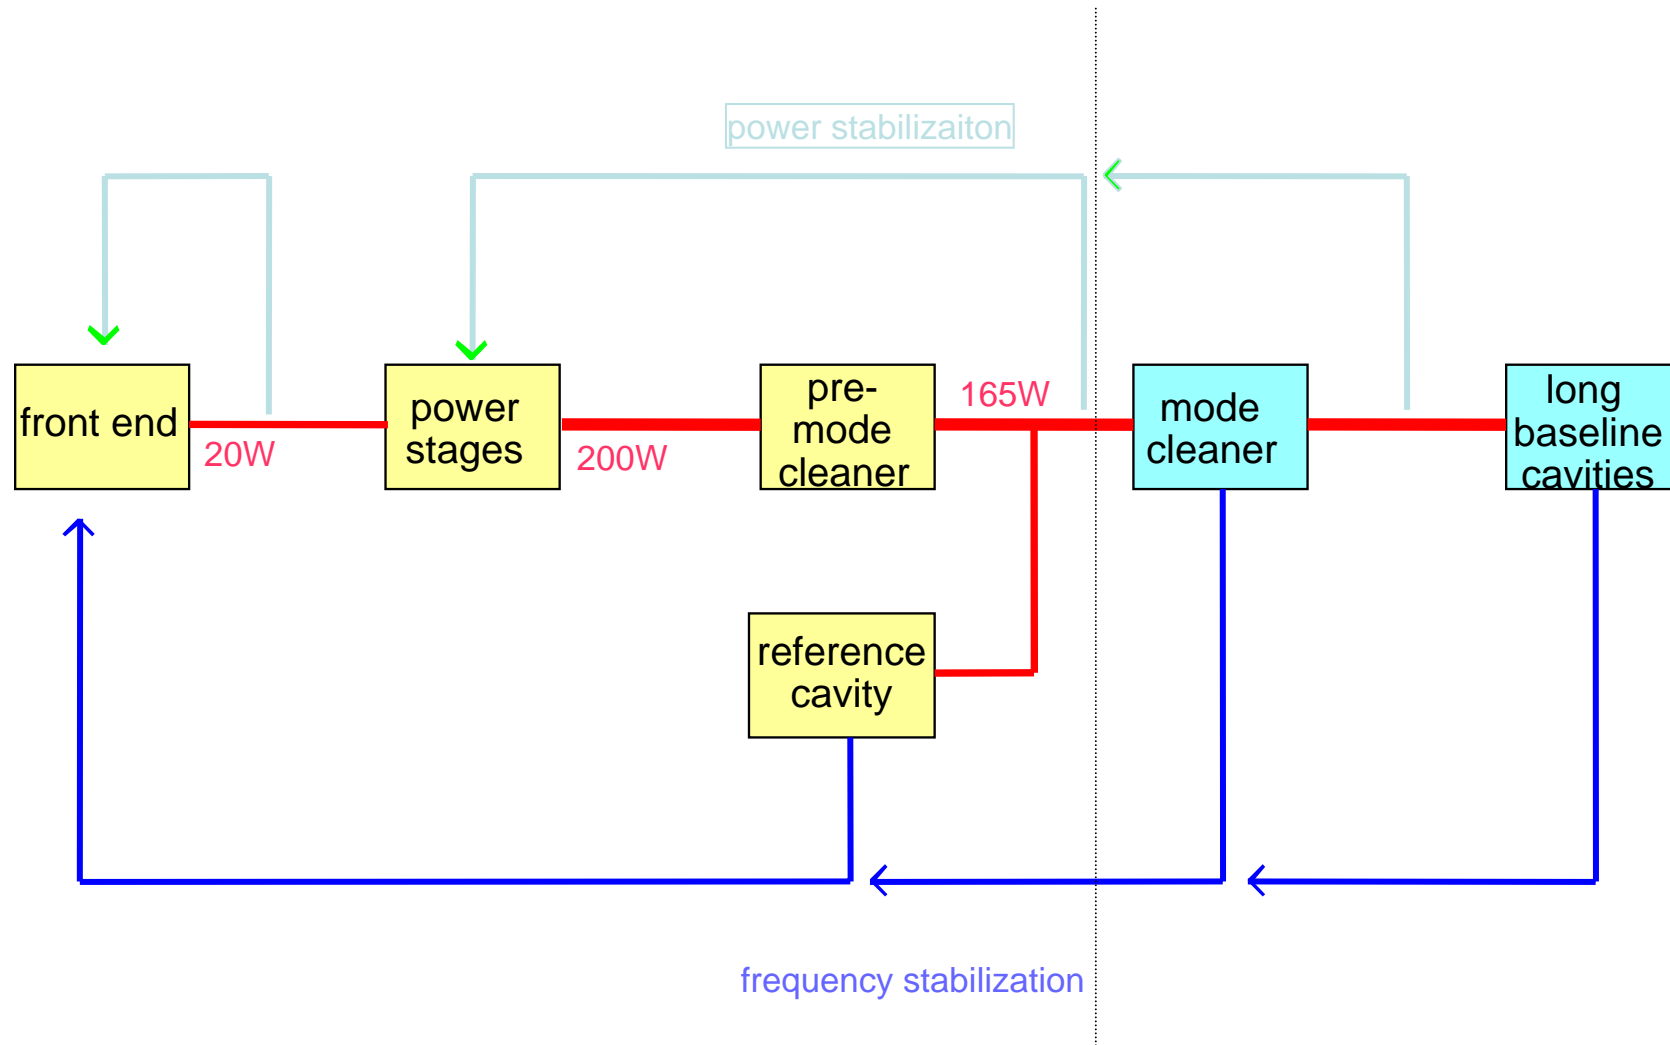 power stabilizaiton
front end
20W
power
stages
200W
pre-
mode
cleaner
165W
mode
cleaner
long
baseline
cavities
reference
cavity
frequency stabilization